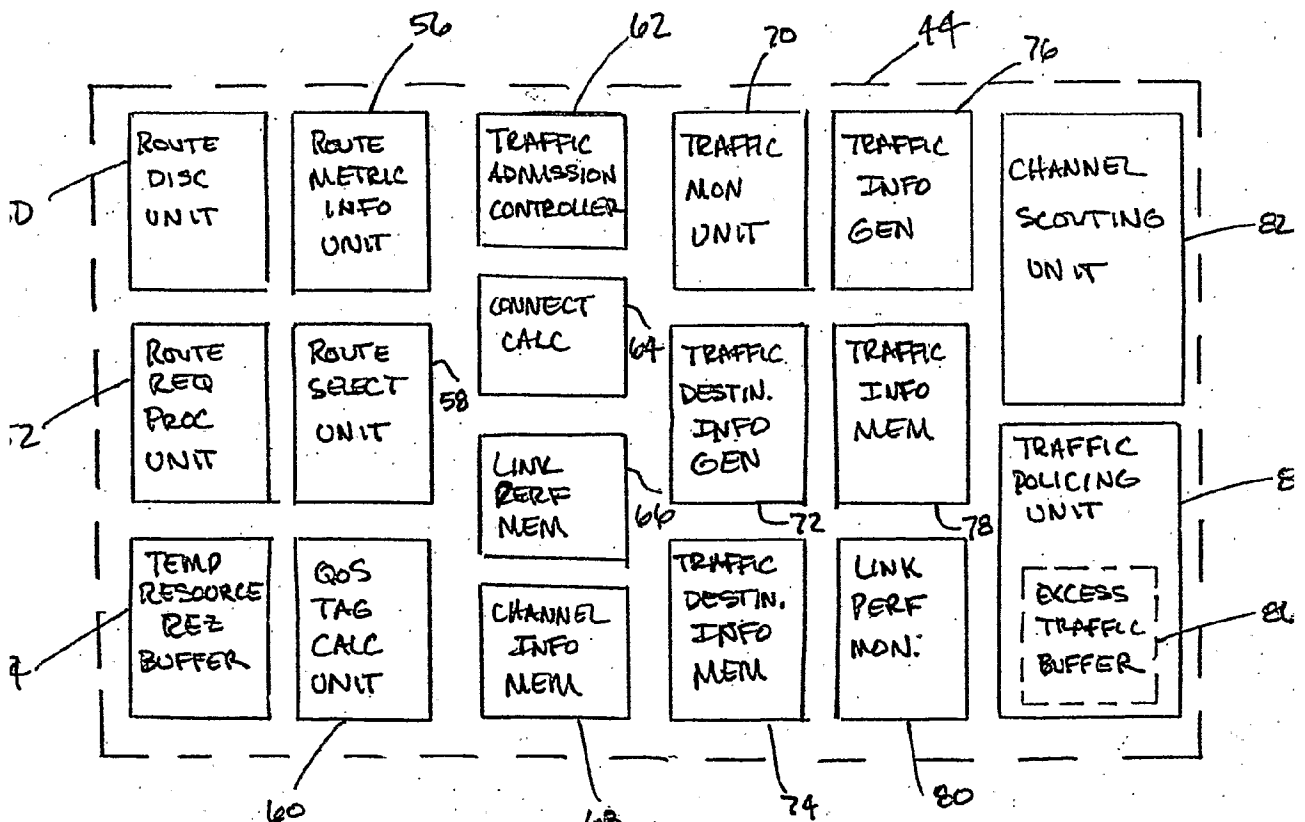 56
62
70
44
76
ROUTE
DISC
UNIT
ROUTE
METRIC
INFO
UNIT
56
TRAFFIC
ADMISSION
CONTROLLER
TRAFFIC
MON
UNIT
TRAFFIC
INFO
GEN
CHANNEL
SCOUTING
UNIT
82
CONNECT
CALC
64
ROUTE
REQ
PROC
UNIT
ROUTE
SELECT
UNIT
58
LINK
PERF
MEM
66
TRAFFIC
DESTIN.
INFO
GEN
72
TRAFFIC
INFO
MEM
78
TRAFFIC
POLICING
UNIT
EXCESS
TRAFFIC
BUFFER
86
TEMP
RESOURCE
REZ
BUFFER
QOS
TAG
CALC
UNIT
CHANNEL
INFO
MEM
TRAFFIC
DESTIN.
INFO
MEM
LINK
PERF
MON.
60
68
74
80